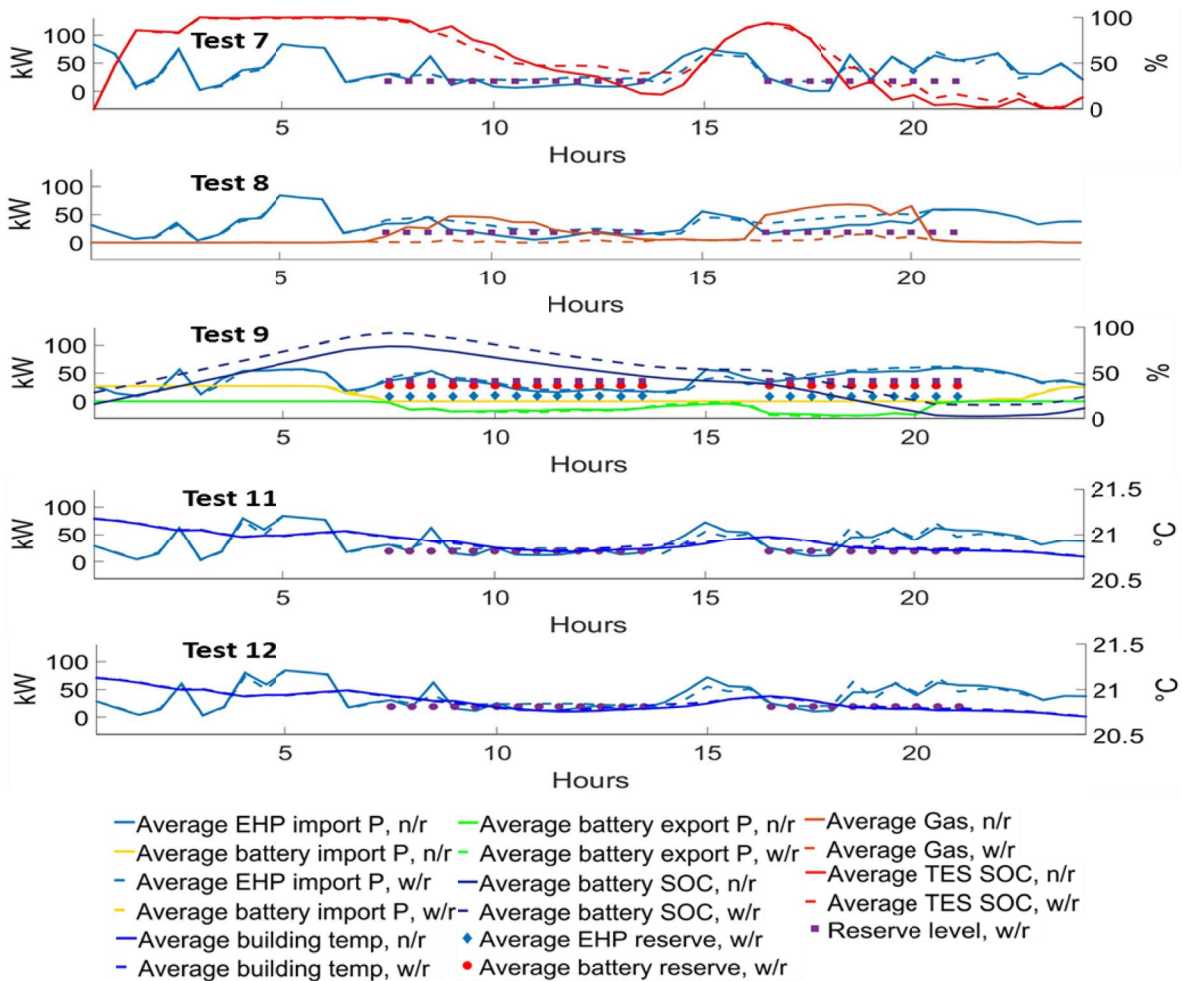 Test 7
100
50
0
kW
100
50
0
%
5 10 15 20
Hours
Test 8
100
50
0
kW
5 10 15 20
Hours
Test 9
100
50
0
kW
100
50
0
%
5 10 15 20
Hours
Test 11
100
50
0
kW
21.5
21
20.5
°C
5 10 15 20
Hours
Test 12
100
50
0
kW
21.5
21
20.5
°C
5 10 15 20
Hours
Average EHP import P, n/r
Average battery import P, n/r
Average EHP import P, w/r
Average battery import P, w/r
Average building temp, n/r
Average building temp, w/r
Average battery export P, n/r
Average battery export P, w/r
Average battery SOC, n/r
Average battery SOC, w/r
Average EHP reserve, w/r
Average battery reserve, w/r
Average Gas, n/r
Average Gas, w/r
Average TES SOC, n/r
Average TES SOC, w/r
Reserve level, w/r